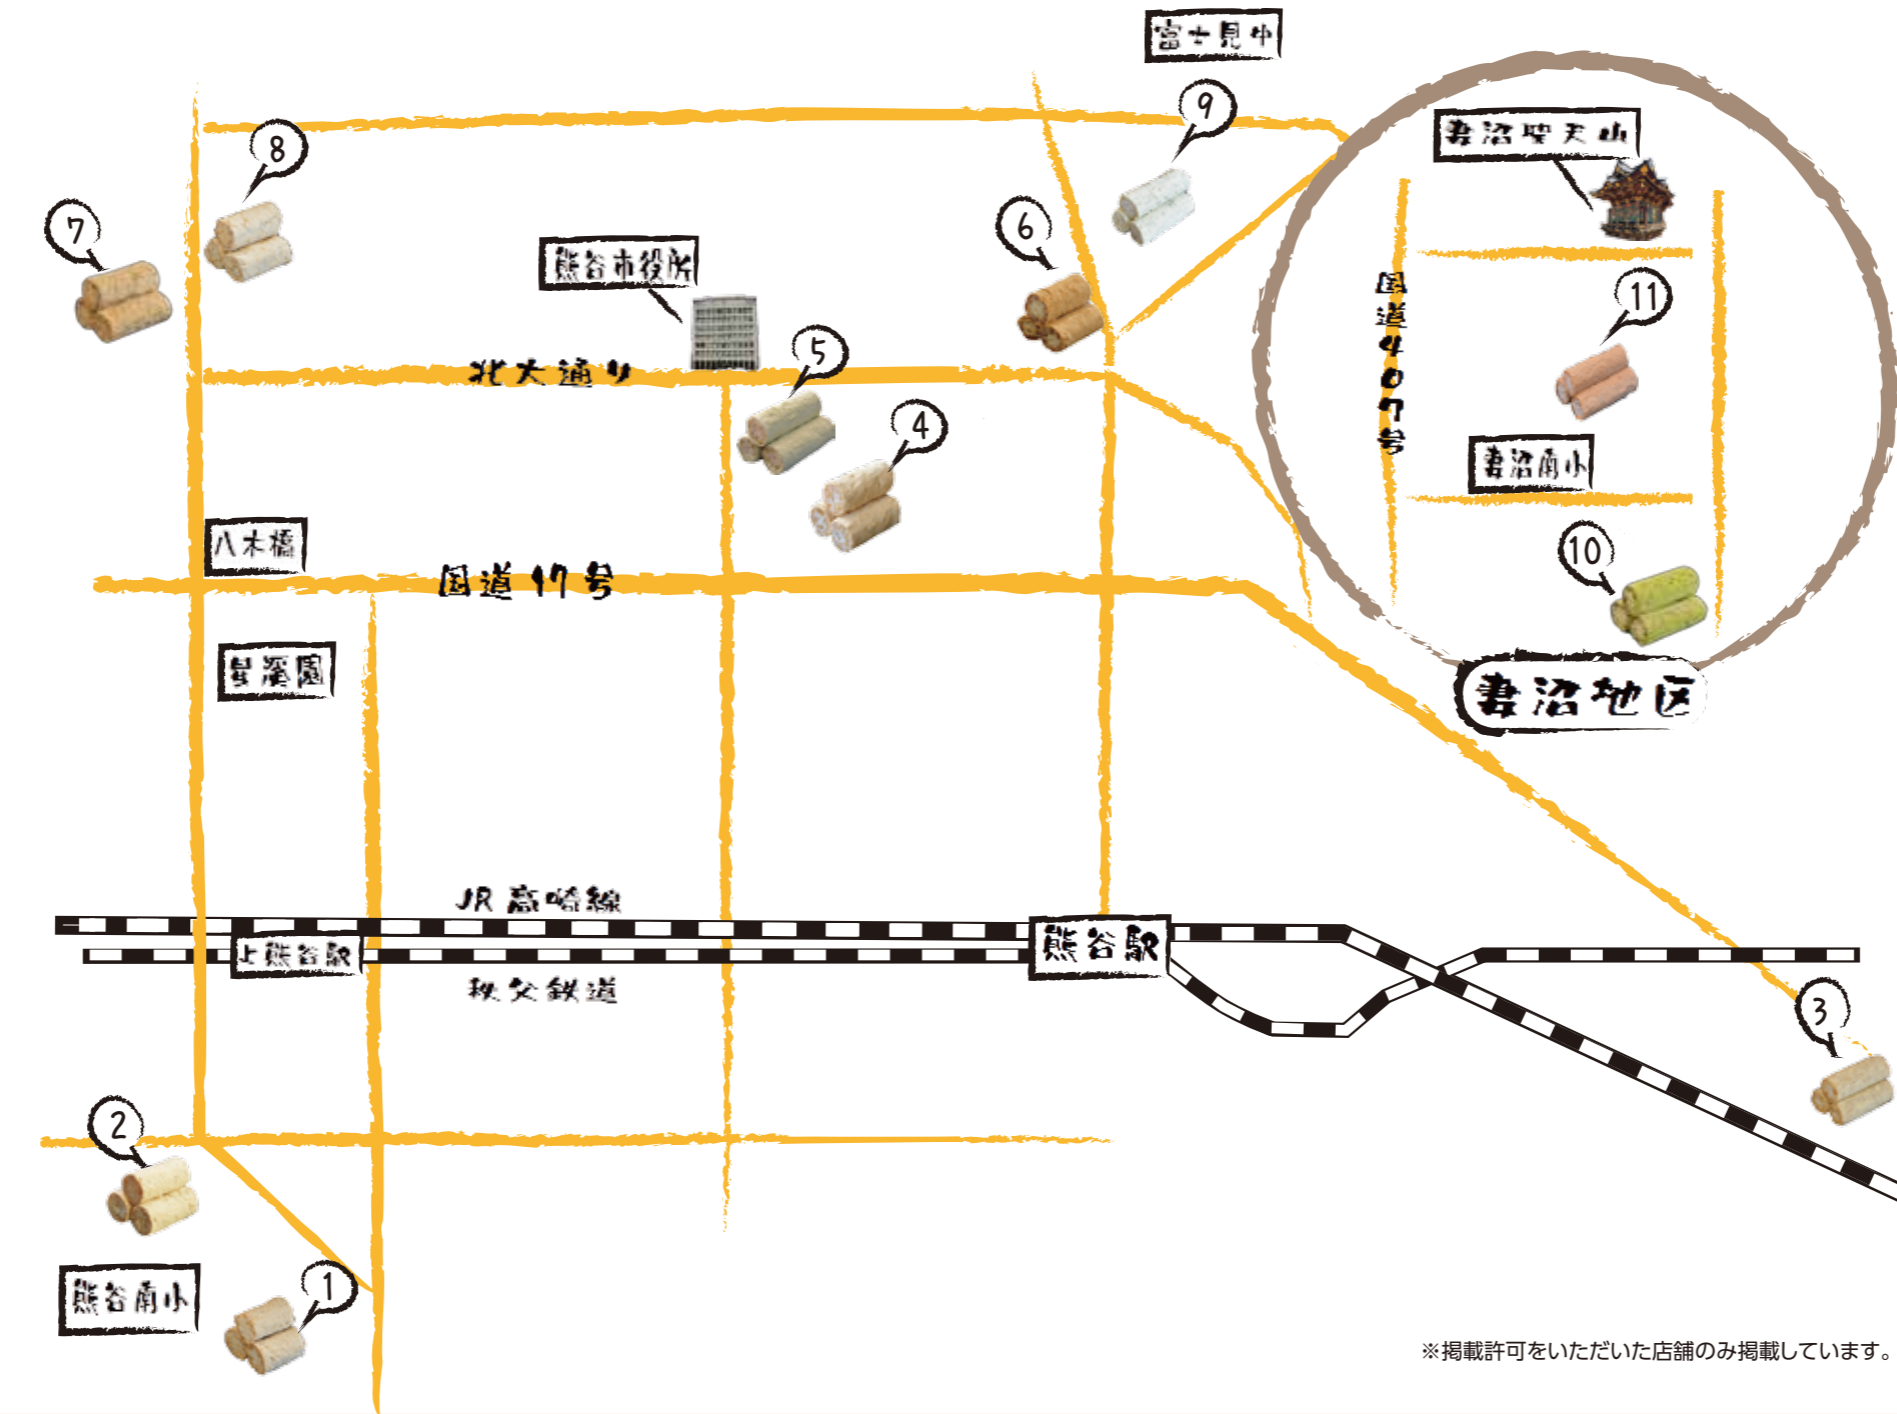 富士見中
9
妻沼聖天山
8
7
6
熊谷市役所
国道407号
11
5
北大通り
4
妻沼南小
八木橋
10
国道17号
星溪園
妻沼地区
JR高崎線
上熊谷駅
熊谷駅
秩父鉄道
3
2
熊谷南小
1
※掲載許可をいただいた店舗のみ掲載しています。